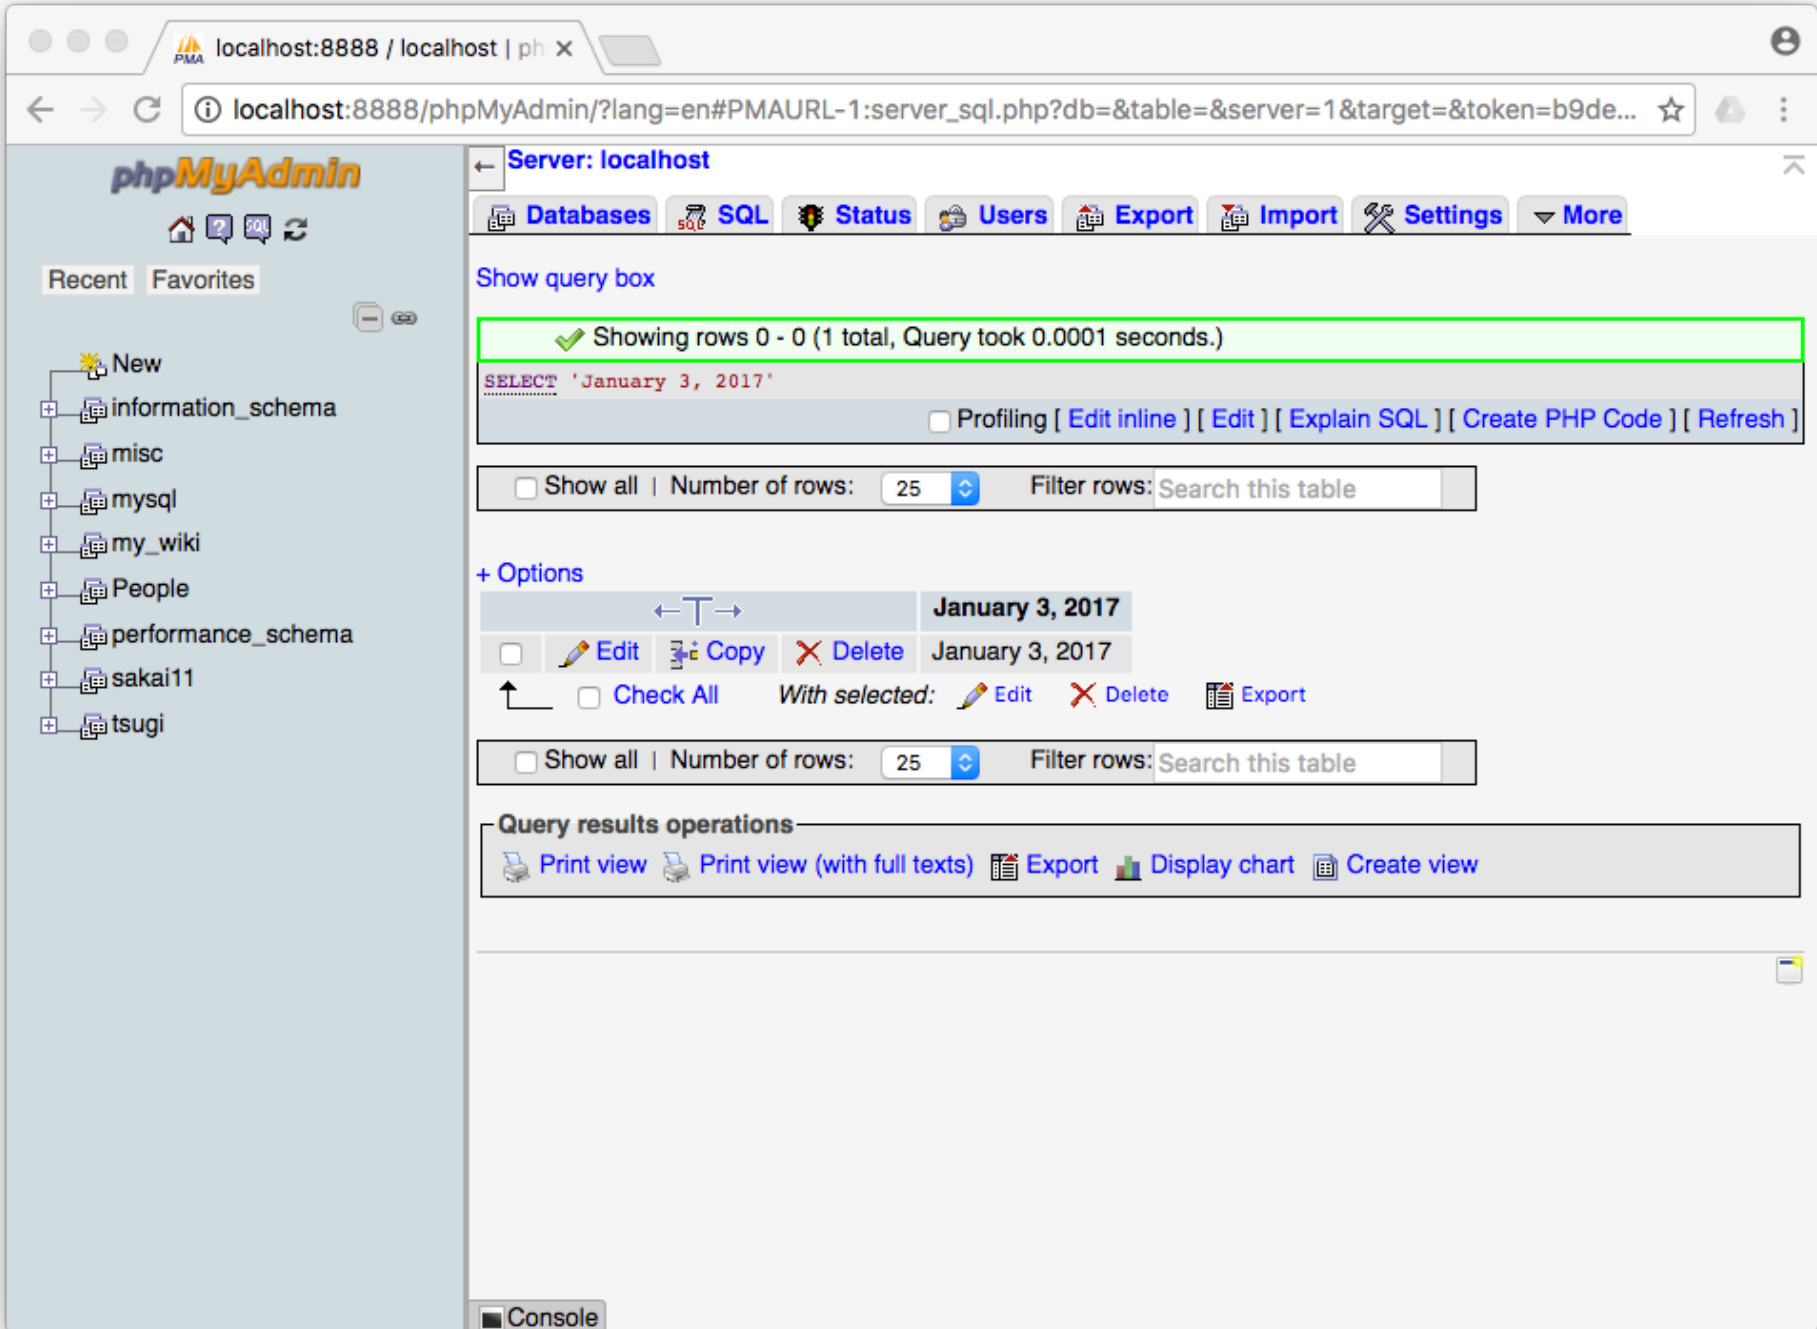 localhost:8888 / localhost | ph
localhost:8888/phpMyAdmin/?lang=en#PMAURL-1:server_sql.php?db=&table=&server=1&target=&token=b9de...
phpMyAdmin
Recent Favorites
New
information_schema
misc
mysql
my_wiki
People
performance_schema
sakai11
tsugi
Server: localhost
Databases SQL Status Users Export Import Settings More
Show query box
Showing rows 0 - 0 (1 total, Query took 0.0001 seconds.)
SELECT 'January 3, 2017'
Profiling [ Edit inline ] [ Edit ] [ Explain SQL ] [ Create PHP Code ] [ Refresh ]
Show all | Number of rows: 25 Filter rows: Search this table
+ Options
←T→ January 3, 2017
Edit Copy Delete January 3, 2017
Check All With selected: Edit Delete Export
Show all | Number of rows: 25 Filter rows: Search this table
Query results operations
Print view Print view (with full texts) Export Display chart Create view
Console